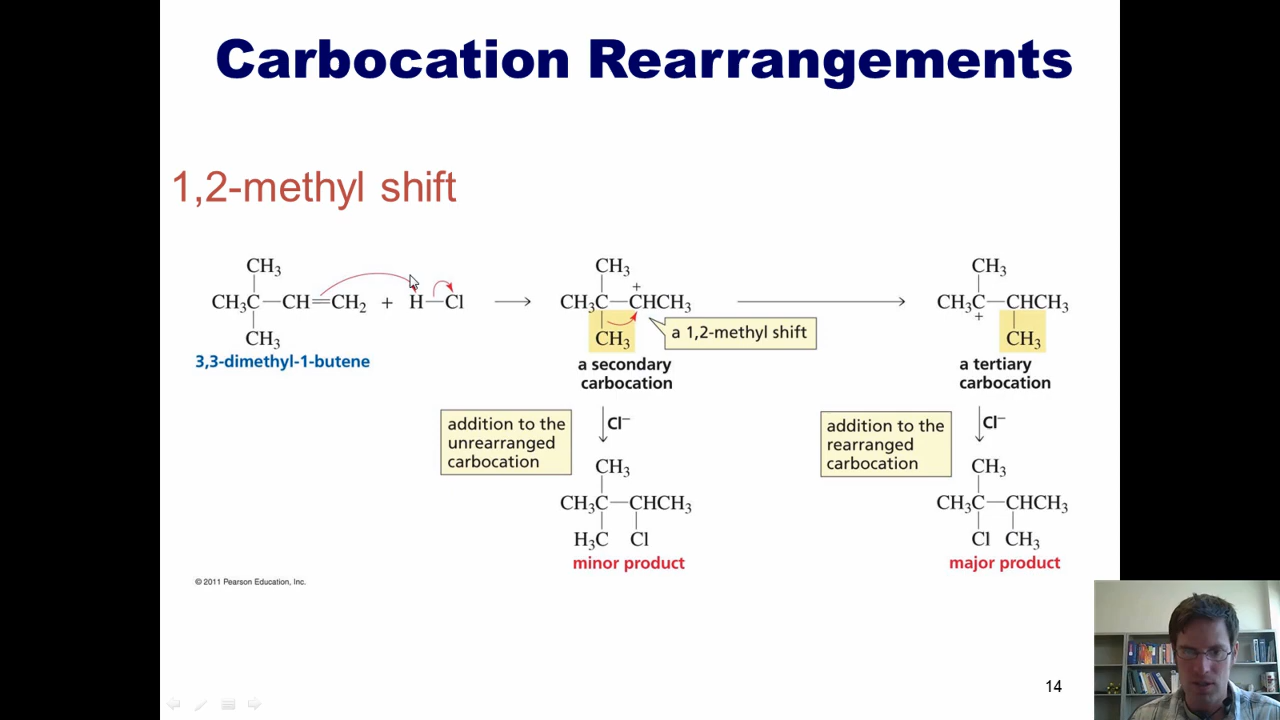 Carbocation Rearrangements
1,2-methyl shift
CH₃ CH₃ CH₃
CH₃C—CH=CH₂ + H—Cl CH₃C—CHCH₃ + CH₃C—CHCH₃
CH₃ CH₃ a 1,2-methyl shift + CH₃
3,3-dimethyl-1-butene
a secondary
carbocation
a tertiary
carbocation
addition to the
unrearranged
carbocation
Cl⁻
addition to the
rearranged
carbocation
Cl⁻
CH₃ CH₃
CH₃C—CHCH₃ CH₃C—CHCH₃
H₃C Cl Cl CH₃
minor product major product
© 2011 Pearson Education, Inc.
14